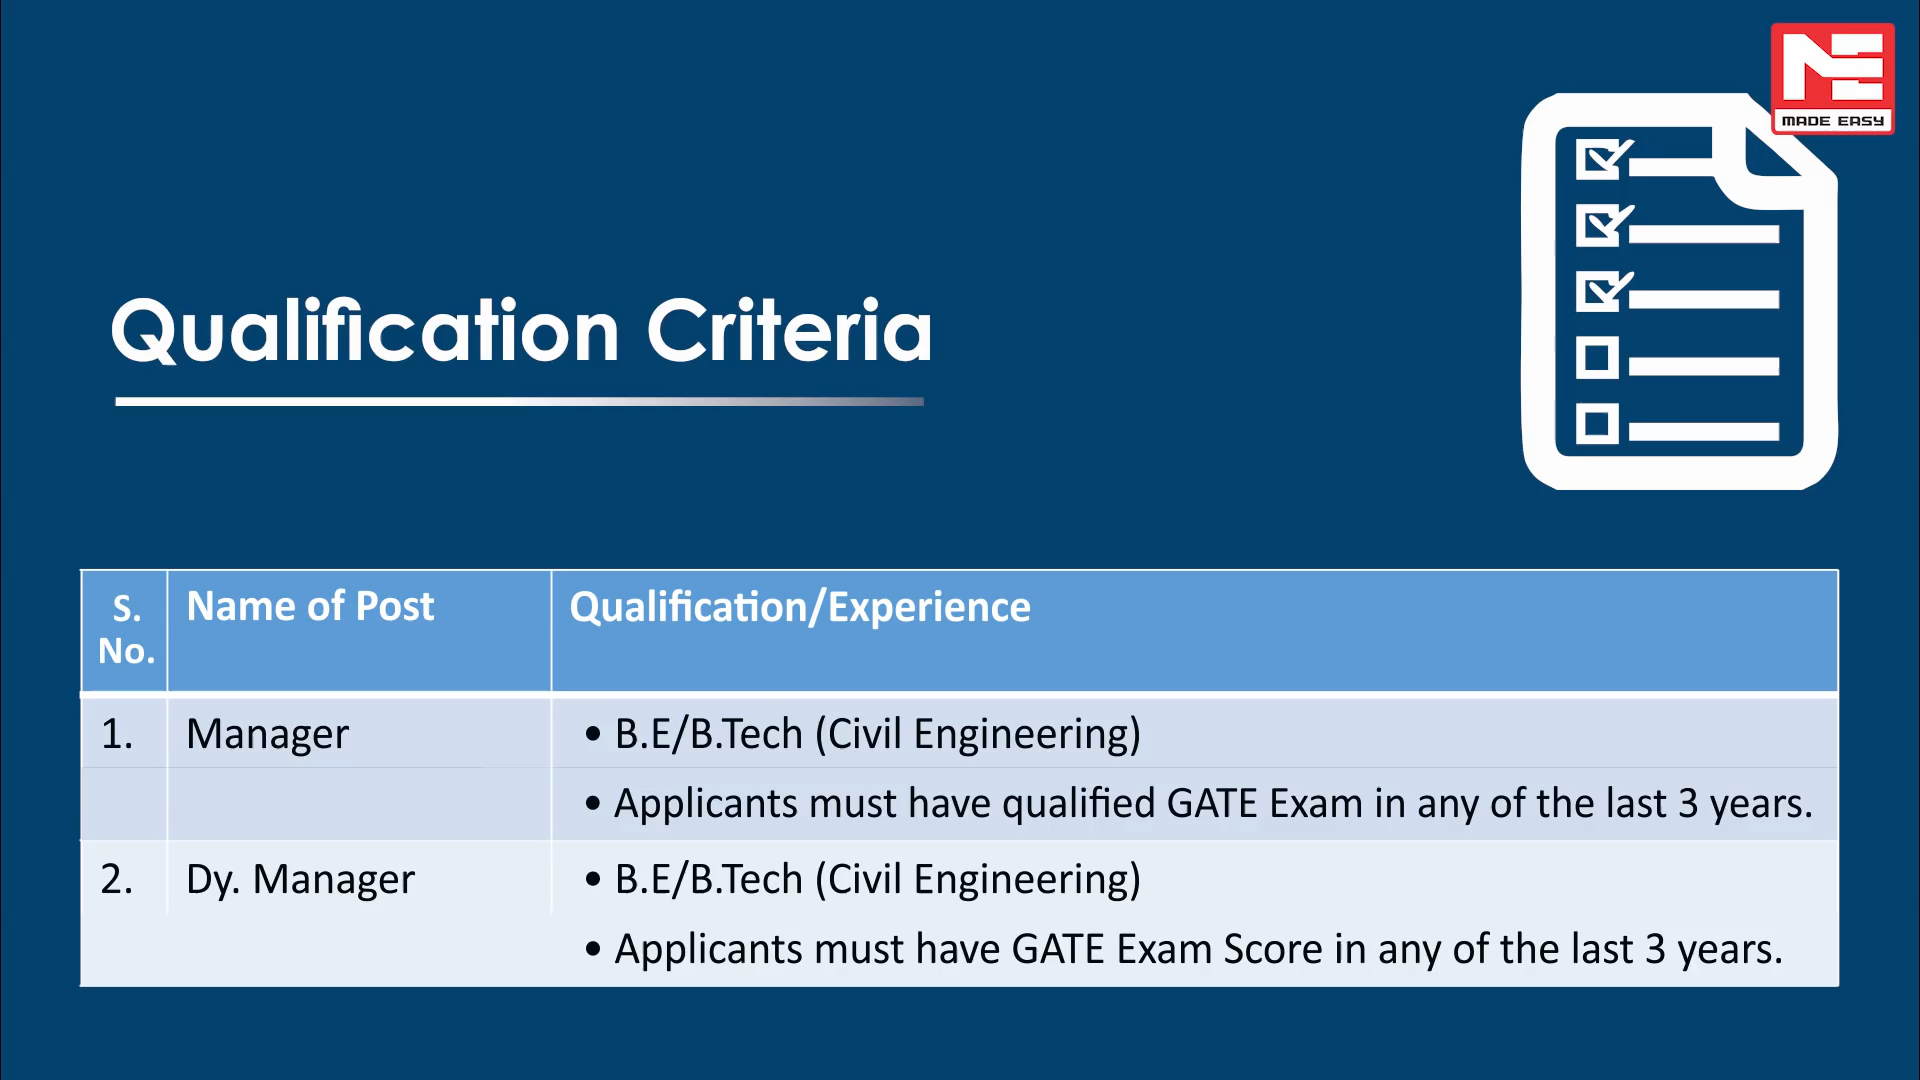 MADE EASY
Qualification Criteria
S. No.
Name of Post
Qualification/Experience
1.
Manager
• B.E/B.Tech (Civil Engineering)
• Applicants must have qualified GATE Exam in any of the last 3 years.
2.
Dy. Manager
• B.E/B.Tech (Civil Engineering)
• Applicants must have GATE Exam Score in any of the last 3 years.